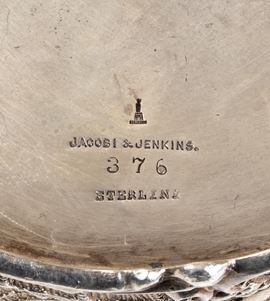 JACOBI & JENKINS.
376
STERLING